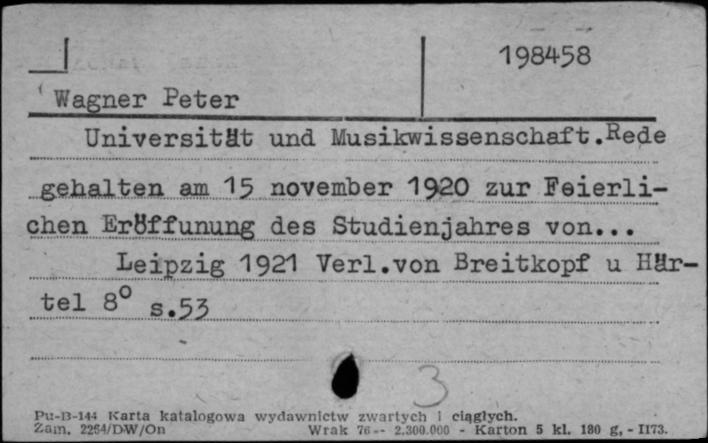 198458
Wagner Peter
Universität und Musikwissenschaft.Rede
gehalten am 15 november 1920 zur Feierli-
chen Eröffunung des Studienjahres von...
Leipzig 1921 Verl.von Breitkopf u Här-
tel 8° s.53
3
Pu-B-144 Karta katalogowa wydawnictw zwartych i ciągłych.
Zam. 2264/DW/On Wrak 76-- 2.300.000 - Karton 5 kl. 180 g, - II73.